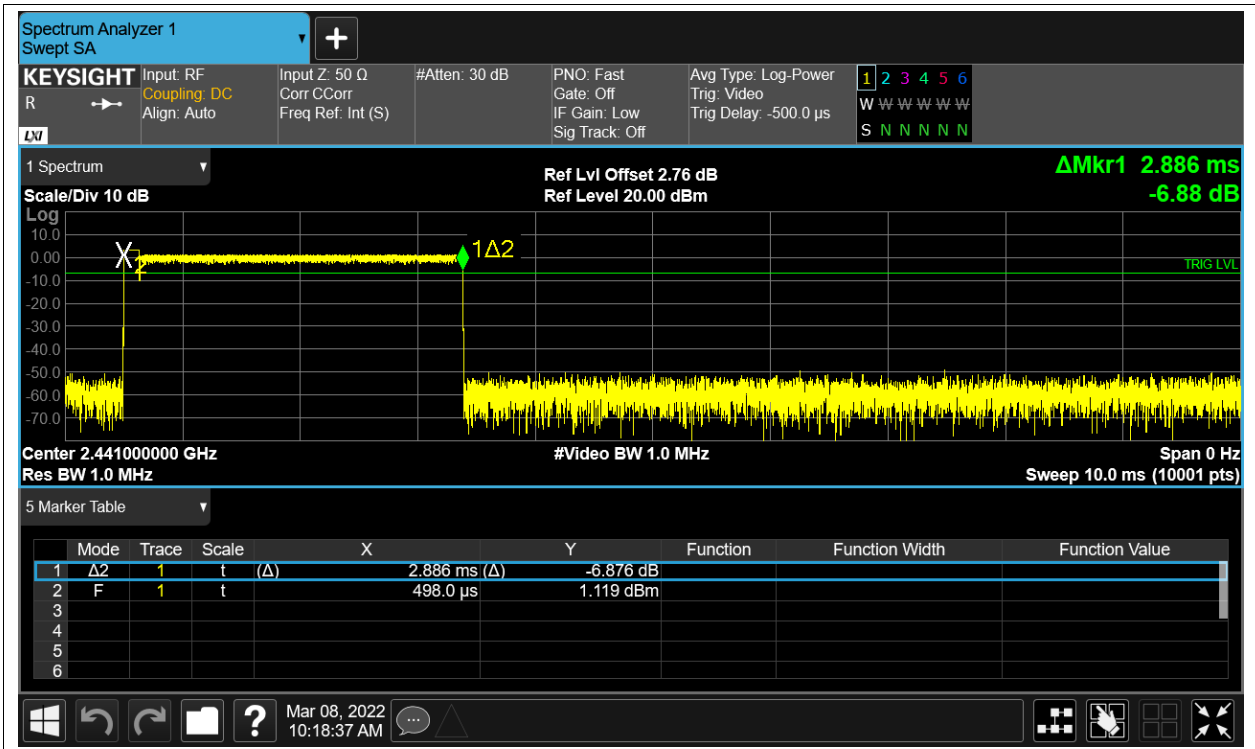 Spectrum Analyzer 1
Swept SA
+
KEYSIGHT Input: RF Input Z: 50 Ω #Atten: 30 dB PNO: Fast Avg Type: Log-Power 1 2 3 4 5 6
R Coupling: DC Corr CCorr Gate: Off Trig: Video W W W W W W
Align: Auto Freq Ref: Int (S) IF Gain: Low Trig Delay: -500.0 µs
LXI Sig Track: Off S N N N N N
1 Spectrum Ref Lvl Offset 2.76 dB ΔMkr1 2.886 ms
Scale/Div 10 dB Ref Level 20.00 dBm -6.88 dB
Log
10.0
X 2 1Δ2
0.00
TRIG LVL
-10.0
-20.0
-30.0
-40.0
-50.0
-60.0
-70.0
Center 2.441000000 GHz #Video BW 1.0 MHz Span 0 Hz
Res BW 1.0 MHz Sweep 10.0 ms (10001 pts)
5 Marker Table
Mode Trace Scale X Y Function Function Width Function Value
1 Δ2 1 t (Δ) 2.886 ms (Δ) -6.876 dB
2 F 1 t 498.0 µs 1.119 dBm
3
4
5
6
? Mar 08, 2022
10:18:37 AM